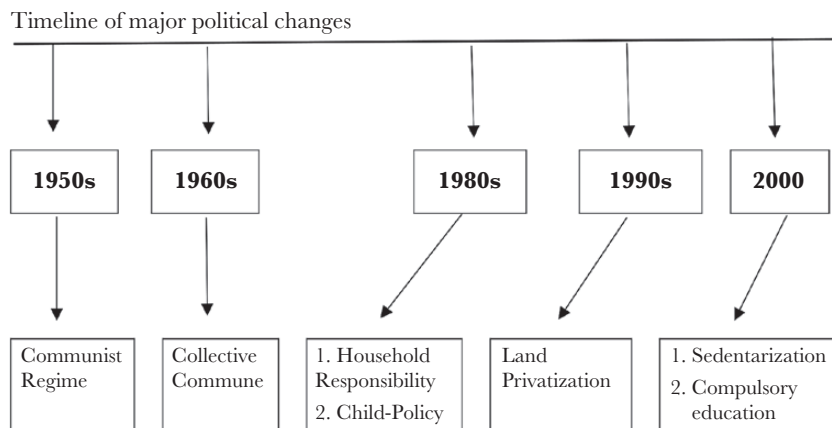 Timeline of major political changes
1950s
1960s
1980s
1990s
2000
Communist
Regime
Collective
Commune
1. Household
Responsibility
2. Child-Policy
Land
Privatization
1. Sedentarization
2. Compulsory
education